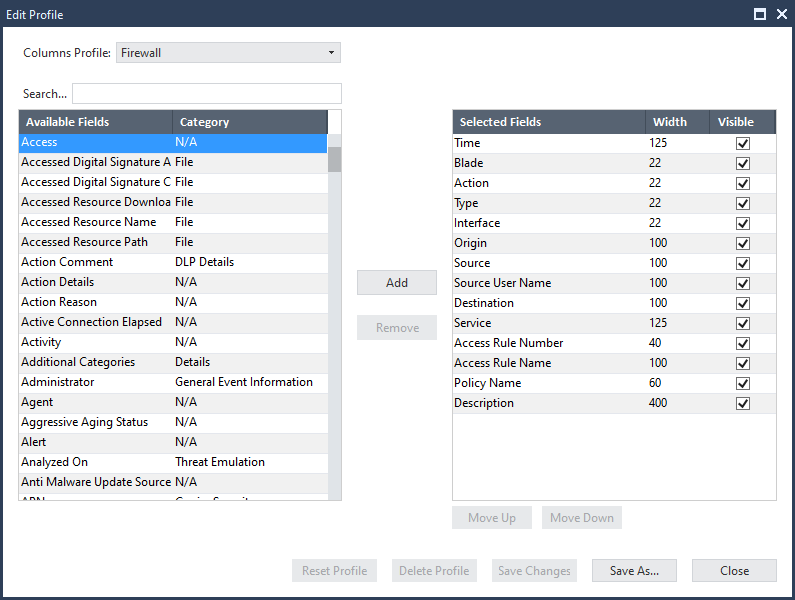 Edit Profile
Columns Profile: Firewall
Search...
Available Fields Category
Access N/A
Accessed Digital Signature A File
Accessed Digital Signature C File
Accessed Resource Downloa File
Accessed Resource Name File
Accessed Resource Path File
Action Comment DLP Details
Action Details N/A
Action Reason N/A
Active Connection Elapsed N/A
Activity N/A
Additional Categories Details
Administrator General Event Information
Agent N/A
Aggressive Aging Status N/A
Alert N/A
Analyzed On Threat Emulation
Anti Malware Update Source N/A
Add
Remove
Selected Fields Width Visible
Time 125
Blade 22
Action 22
Type 22
Interface 22
Origin 100
Source 100
Source User Name 100
Destination 100
Service 125
Access Rule Number 40
Access Rule Name 100
Policy Name 60
Description 400
Move Up Move Down
Reset Profile Delete Profile Save Changes Save As... Close